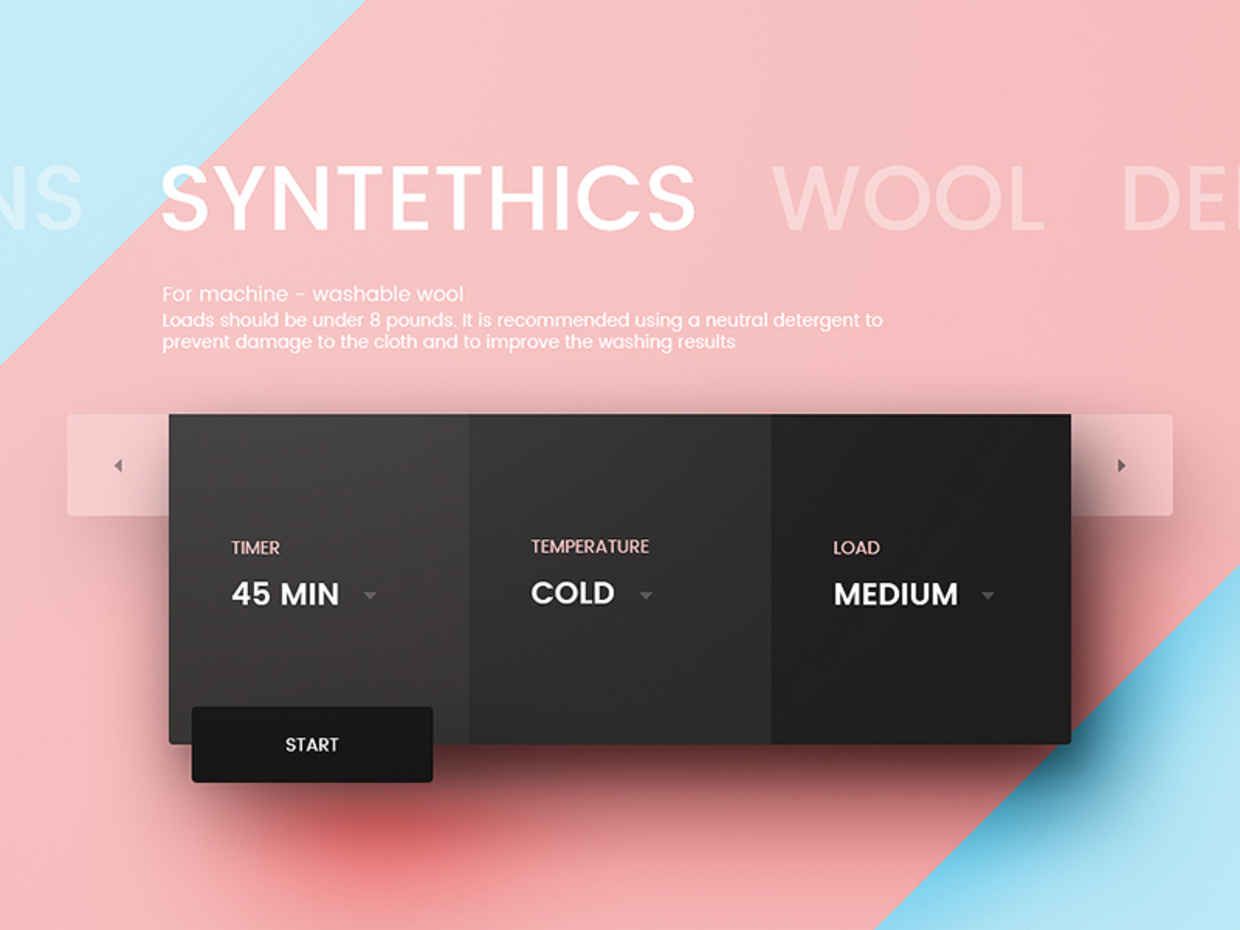 NS SYNTETHICS WOOL DE
For machine - washable wool
Loads should be under 8 pounds. It is recommended using a neutral detergent to
prevent damage to the cloth and to improve the washing results
TIMER TEMPERATURE LOAD
45 MIN COLD MEDIUM
START